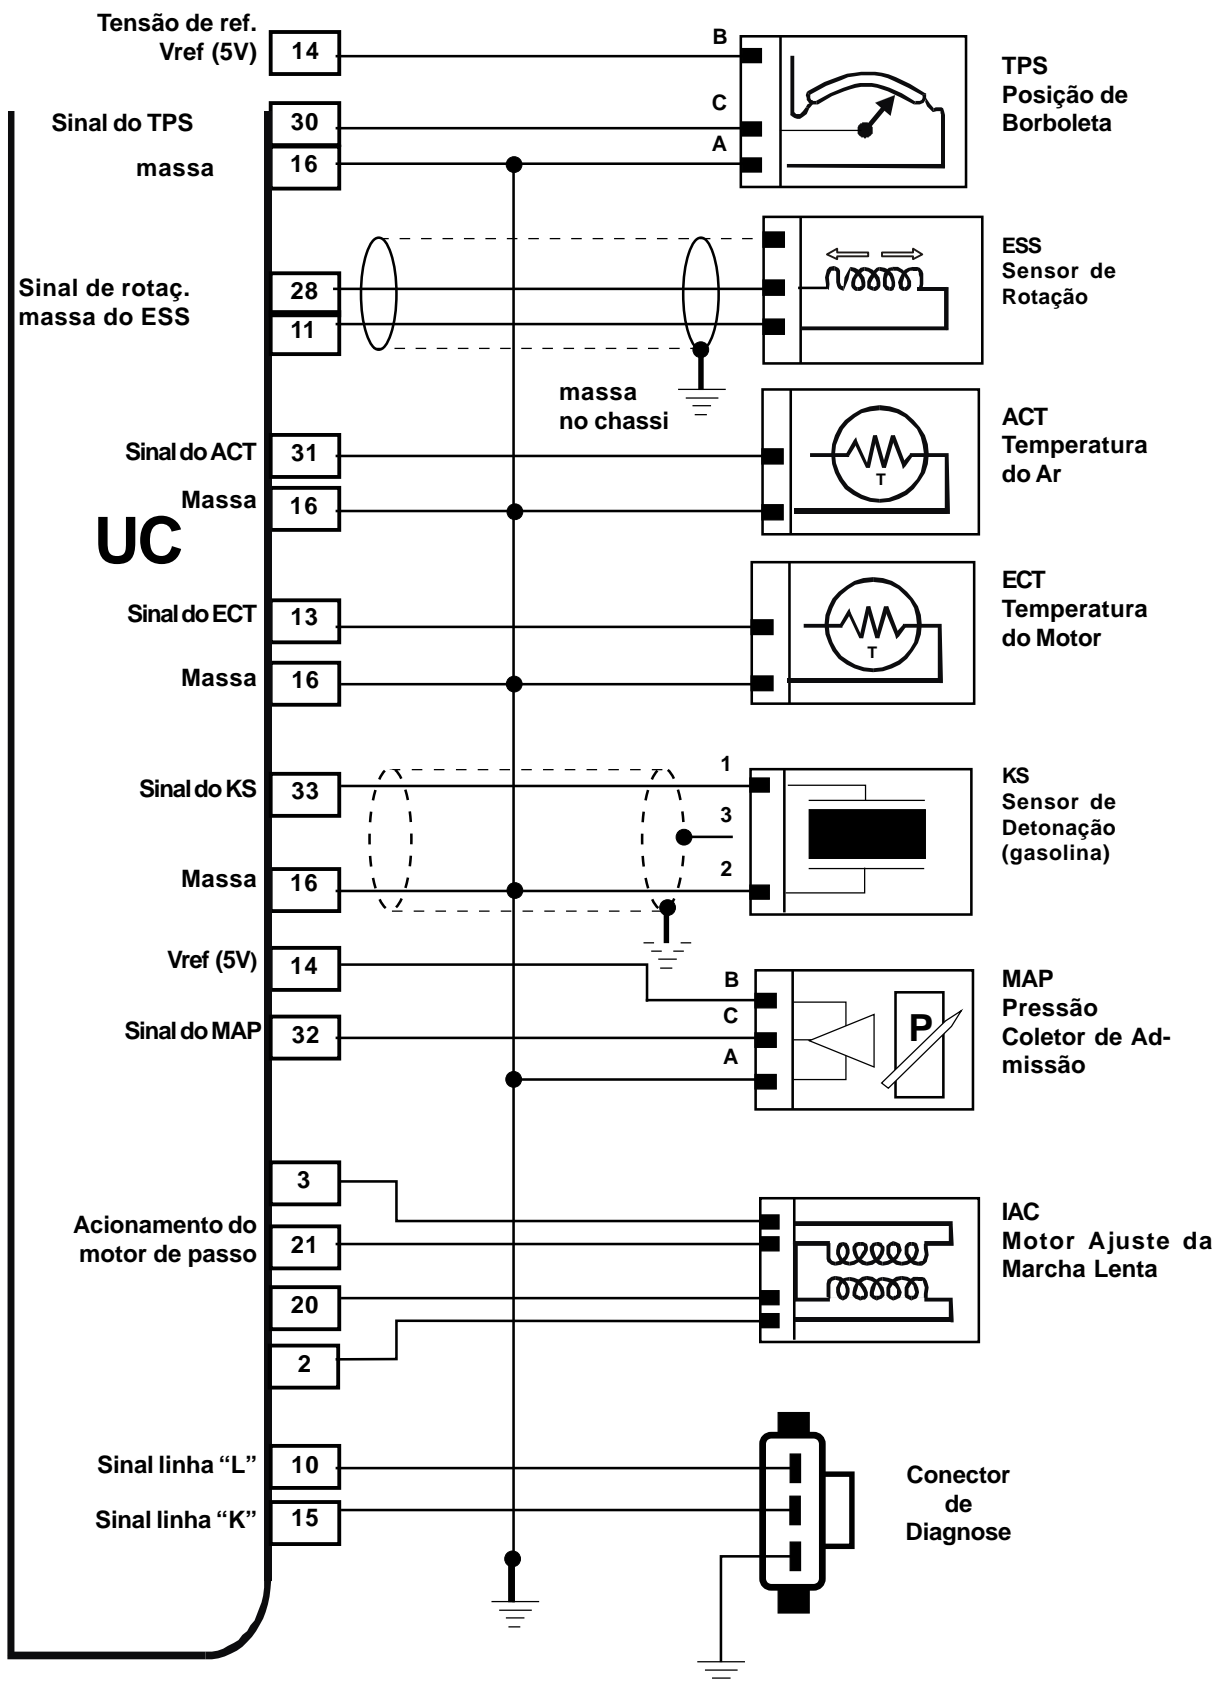 Tensão de ref.
Vref (5V)
14
B
TPS
Posição de
Borboleta
Sinal do TPS
30
C
massa
16
A
ESS
Sensor de
Rotação
Sinal de rotaç.
massa do ESS
28
11
massa
no chassi
ACT
Temperatura
do Ar
Sinal do ACT
31
T
Massa
16
UC
ECT
Temperatura
do Motor
Sinal do ECT
13
T
Massa
16
KS
Sensor de
Detonação
(gasolina)
Sinal do KS
33
1
3
2
Massa
16
Vref (5V)
14
B
MAP
Pressão
Coletor de Ad-
missão
Sinal do MAP
32
C
P
A
3
Acionamento do
motor de passo
21
20
2
IAC
Motor Ajuste da
Marcha Lenta
Sinal linha “L”
10
Sinal linha “K”
15
Conector
de
Diagnose